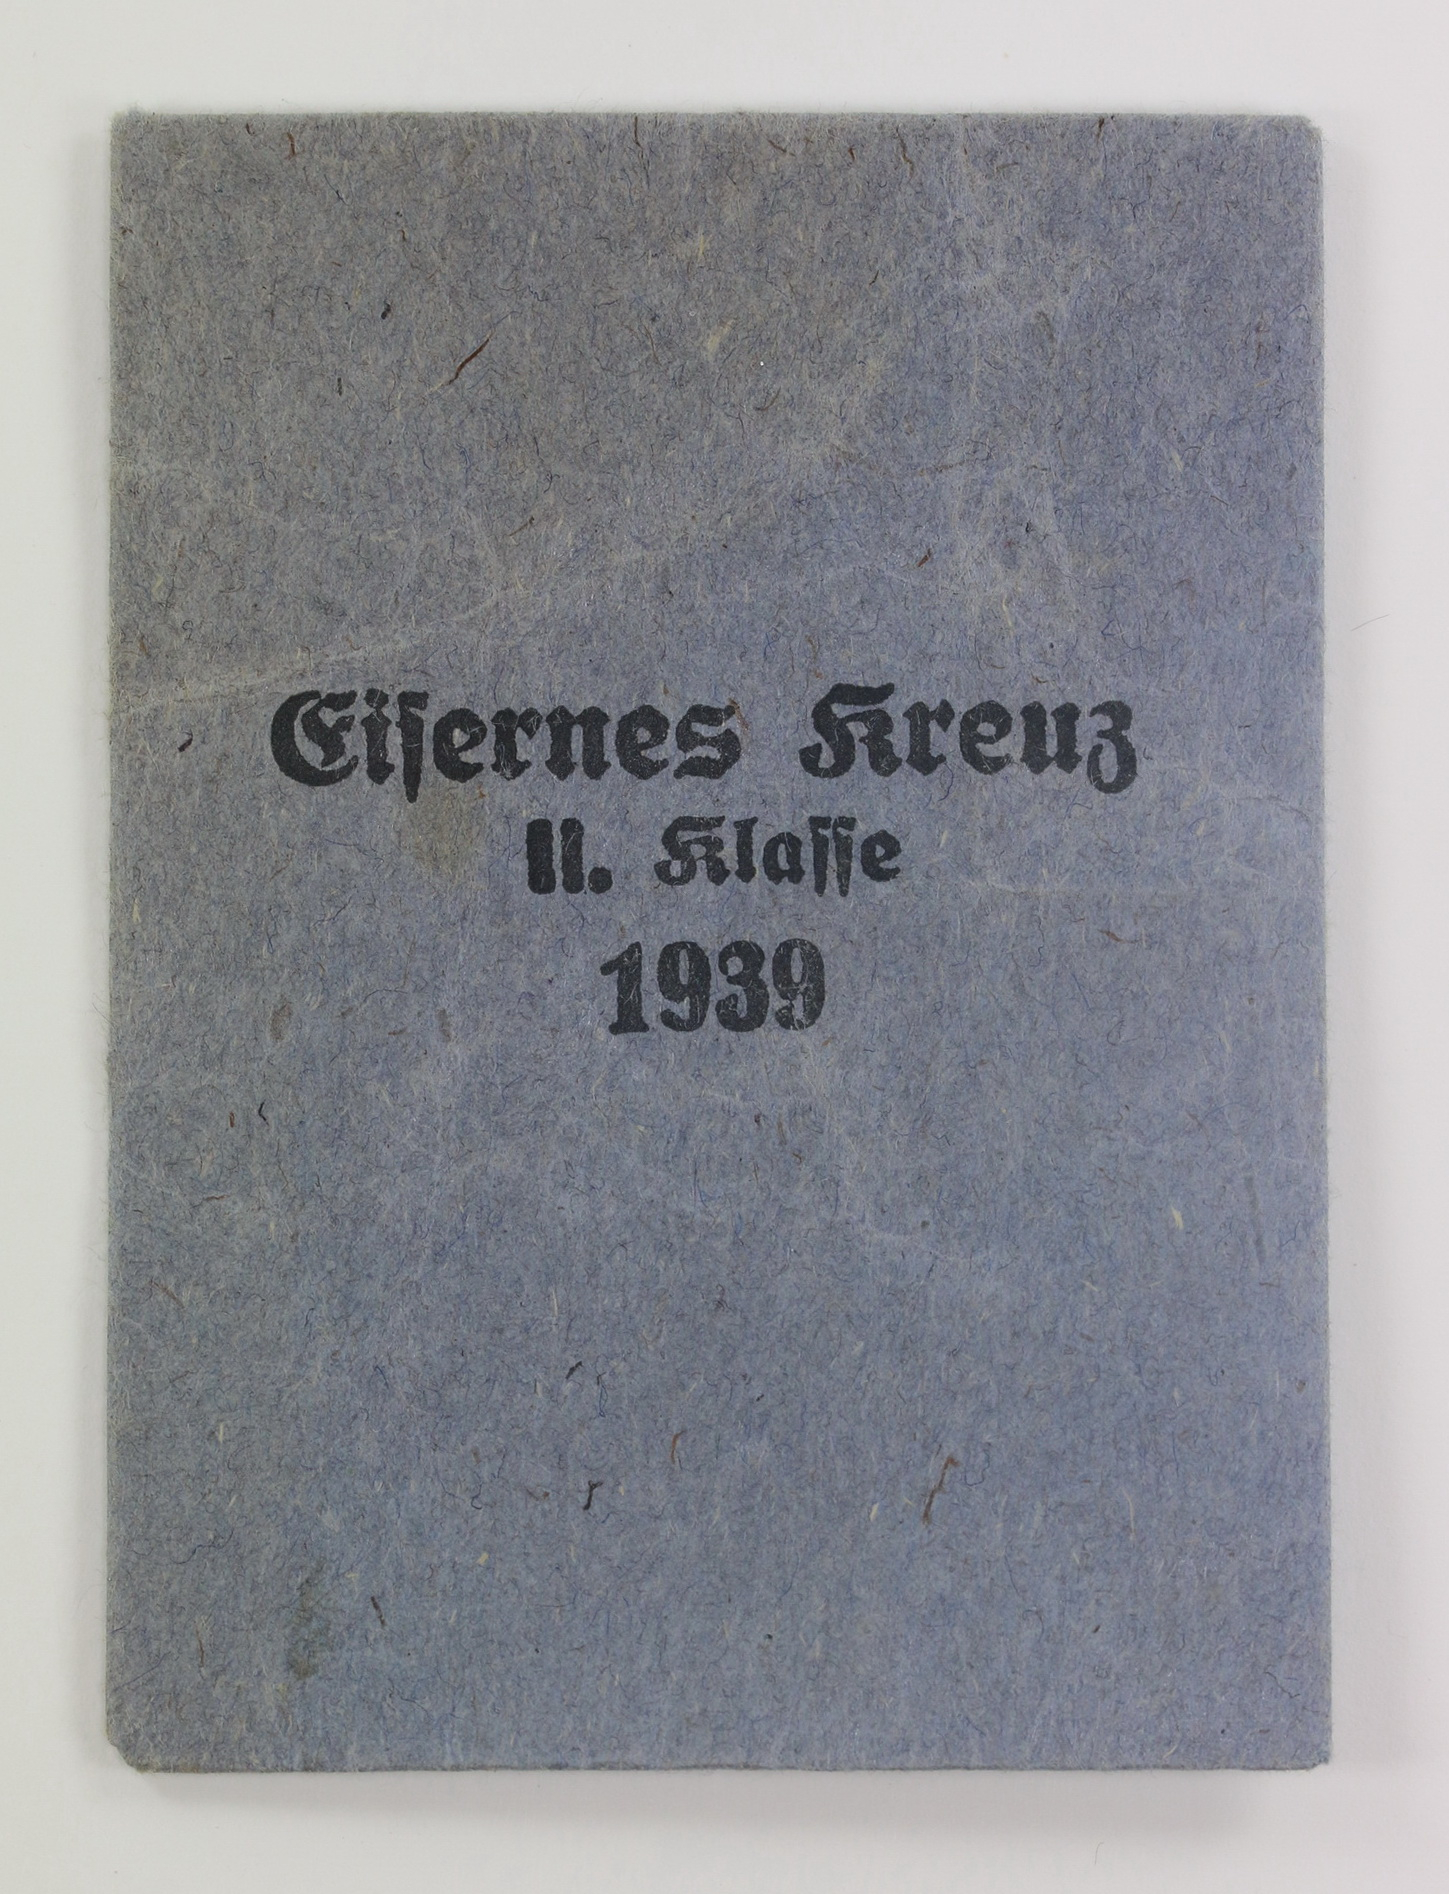 Eisernes Kreuz
II. Klasse
1939